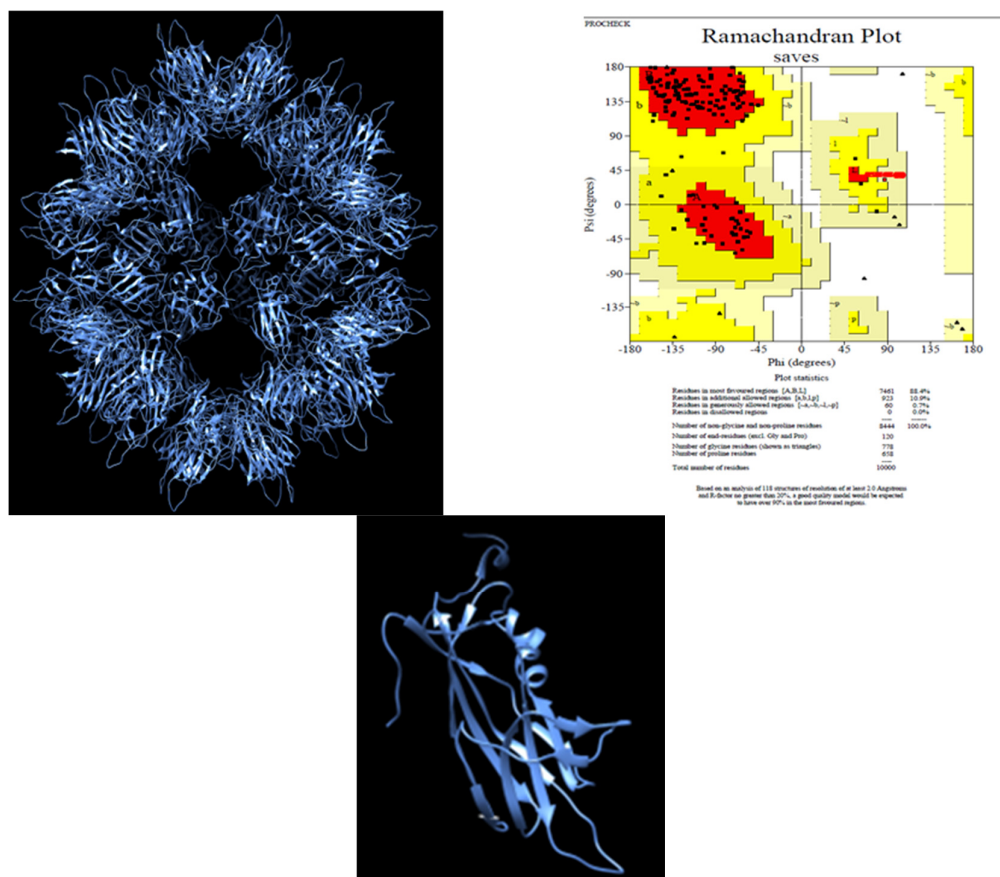 PROCHECK
Ramachandran Plot
saves
180
135
90
45
0
-45
-90
-135
Psi (degrees)
b
~b
~b
b
~l
l
a
A
~a
~b
b
b
~p
p
~b
-180 -135 -90 -45 0 45 90 135 180
Phi (degrees)
Plot statistics
Residues in most favoured regions [A,B,L] 7461 88.4%
Residues in additional allowed regions [a,b,l,p] 923 10.9%
Residues in generously allowed regions [~a,~b,~l,~p] 60 0.7%
Residues in disallowed regions 0 0.0%
Number of non-glycine and non-proline residues 8444 100.0%
Number of end-residues (excl. Gly and Pro) 120
Number of glycine residues (shown as triangles) 778
Number of proline residues 658
Total number of residues 10000
Based on an analysis of 118 structures of resolution of at least 2.0 Angstroms
and R-factor no greater than 20%, a good quality model would be expected
to have over 90% in the most favoured regions.